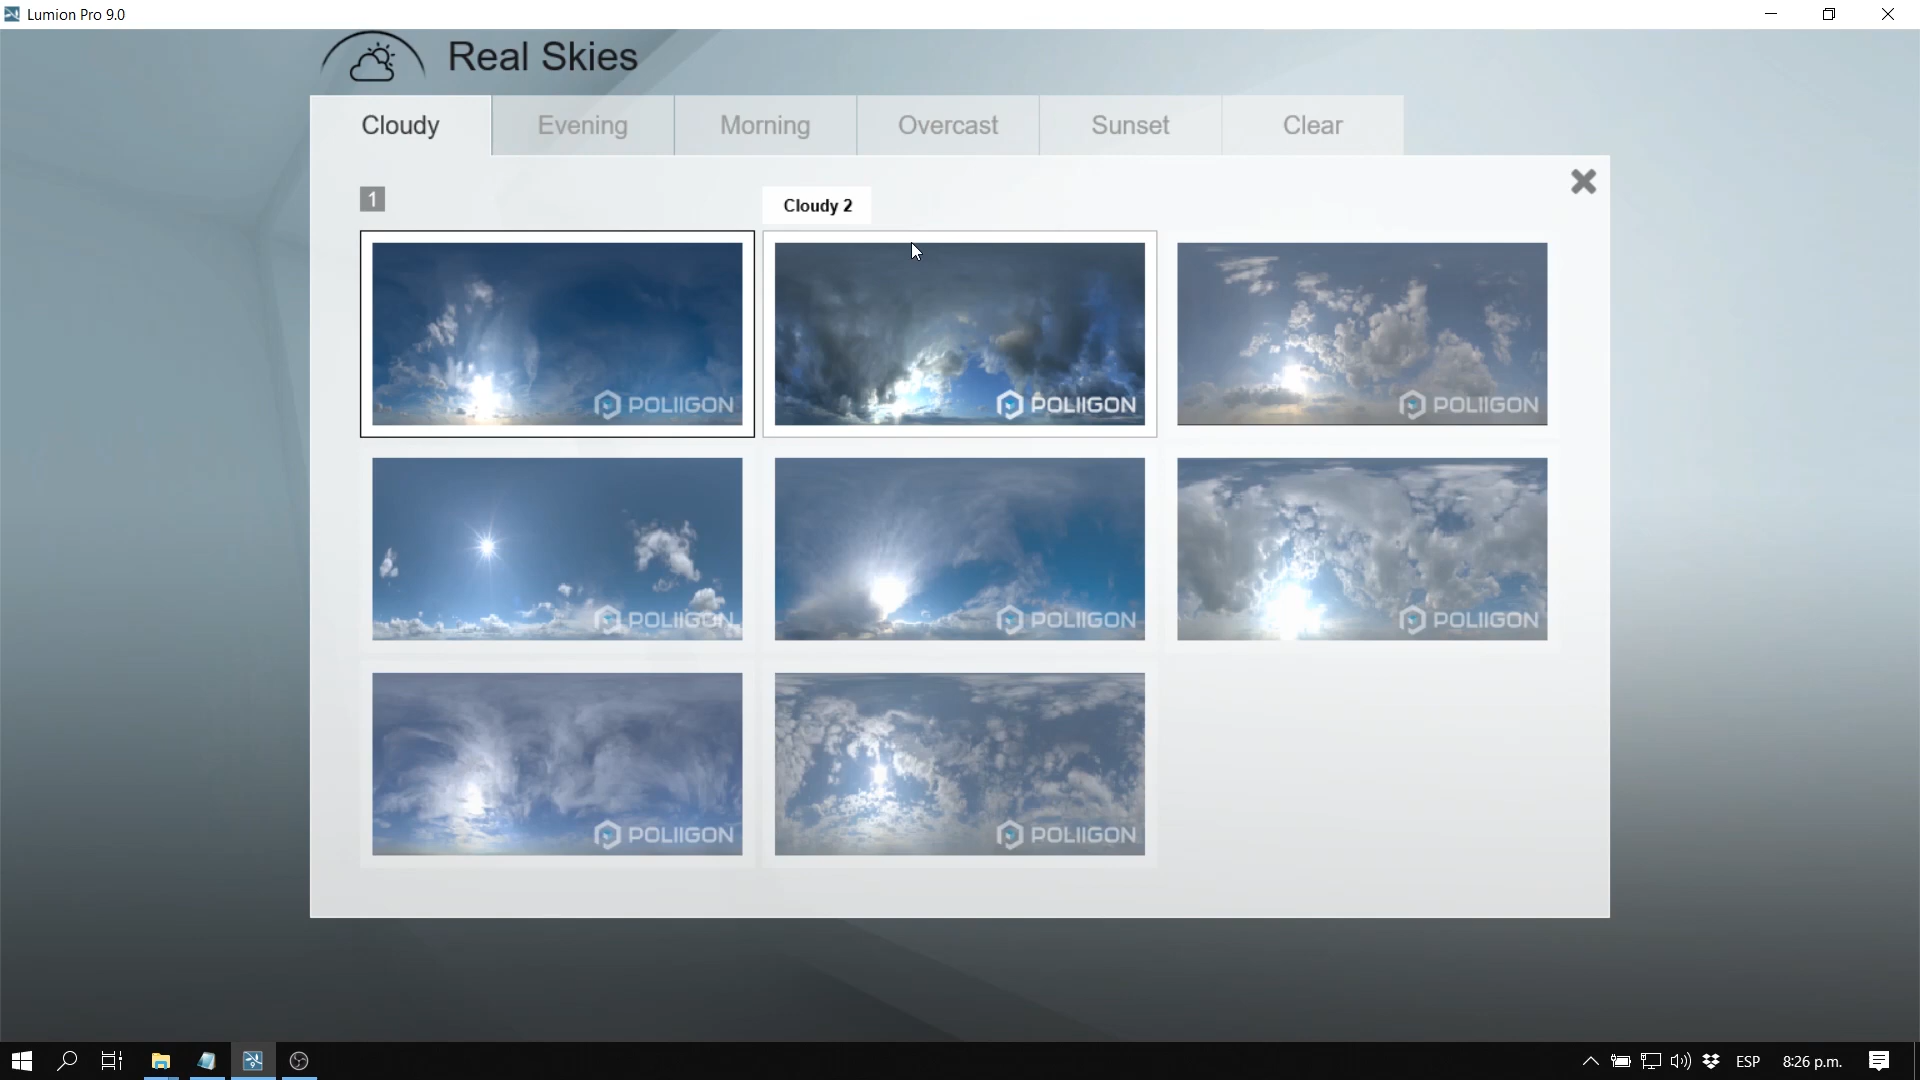 Lumion Pro 9.0
Real Skies
Cloudy
Evening
Morning
Overcast
Sunset
Clear
1
Cloudy 2
POLIIGON
POLIIGON
POLIIGON
POLIIGON
POLIIGON
POLIIGON
POLIIGON
POLIIGON
9
ESP
8:26 p.m.